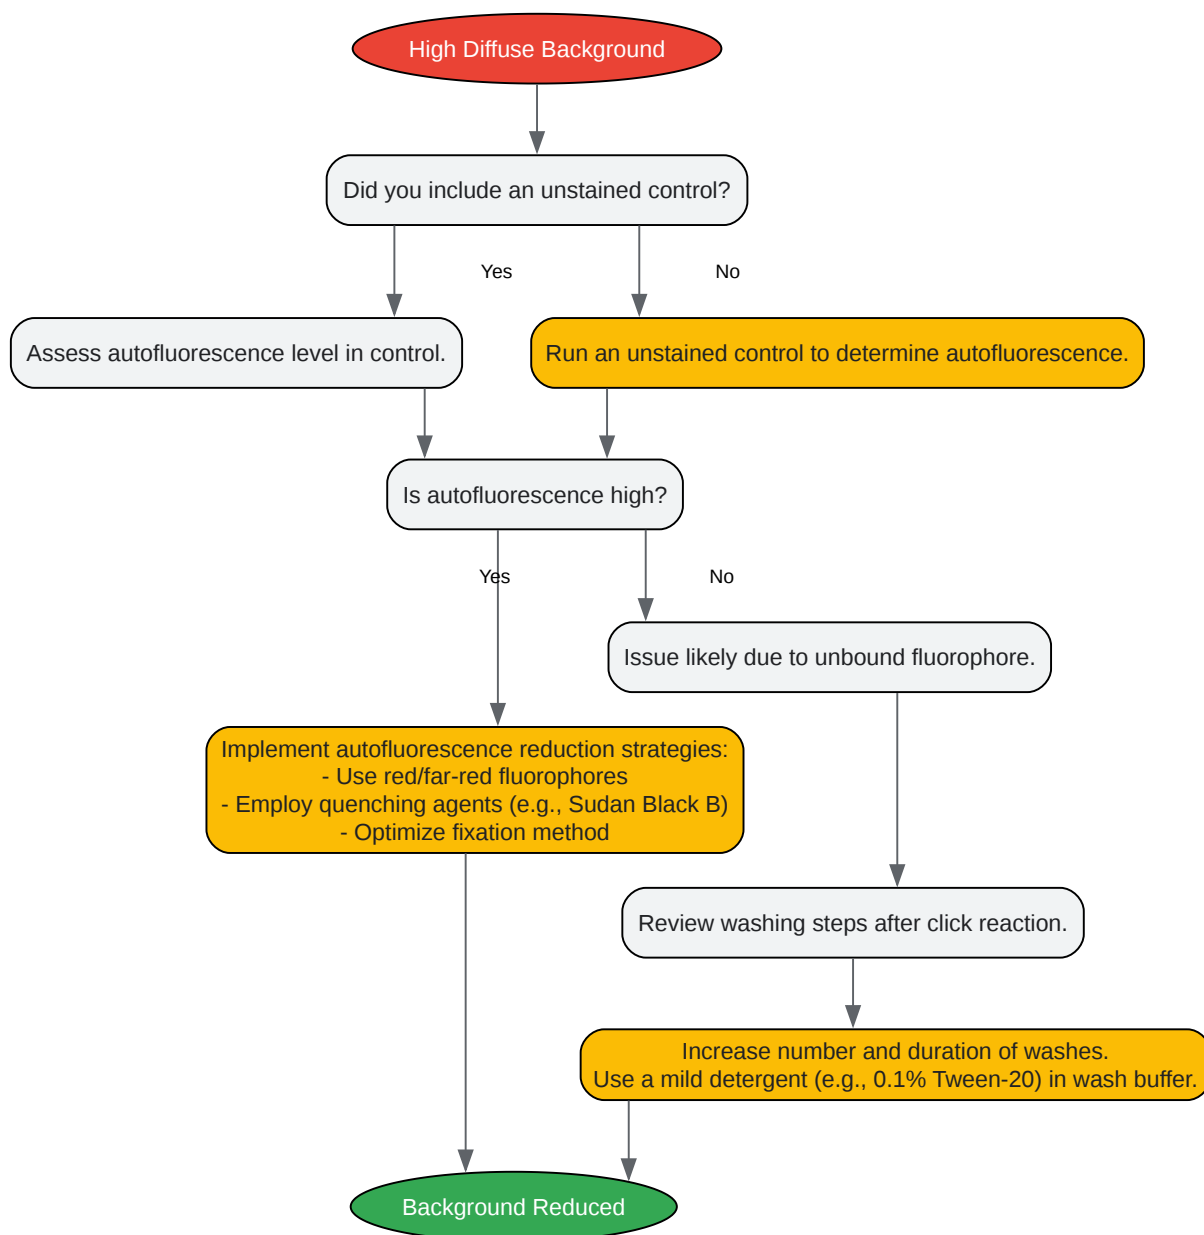 High Diffuse Background
Did you include an unstained control?
Yes
No
Assess autofluorescence level in control.
Run an unstained control to determine autofluorescence.
Is autofluorescence high?
Yes
No
Issue likely due to unbound fluorophore.
Implement autofluorescence reduction strategies:
- Use red/far-red fluorophores
- Employ quenching agents (e.g., Sudan Black B)
- Optimize fixation method
Review washing steps after click reaction.
Increase number and duration of washes.
Use a mild detergent (e.g., 0.1% Tween-20) in wash buffer.
Background Reduced